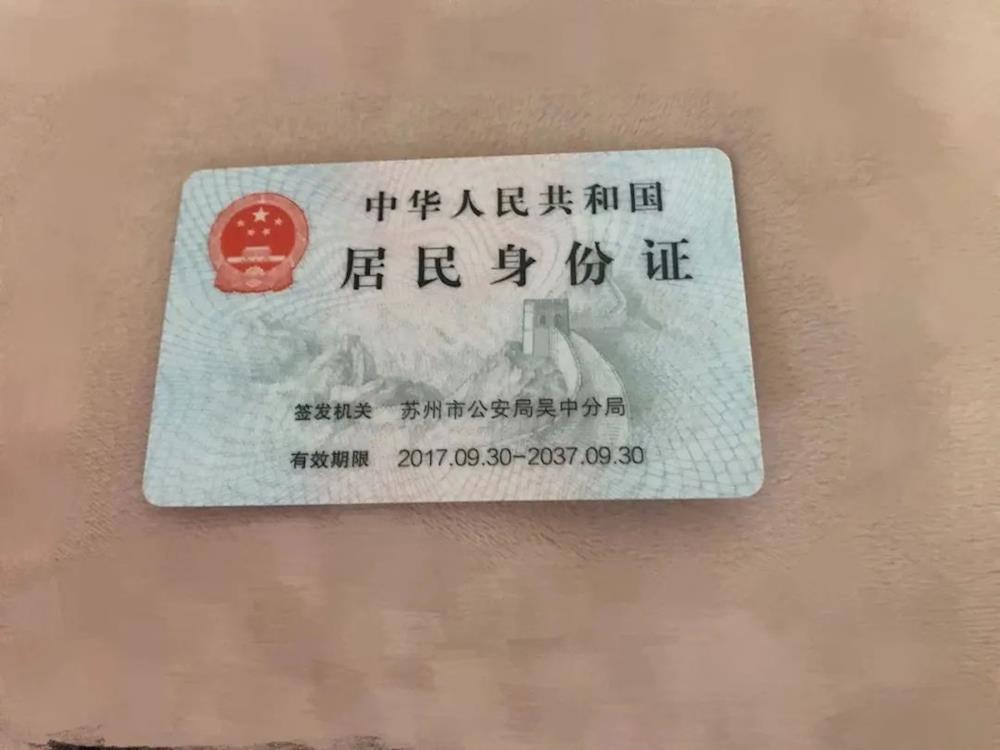 中华人民共和国
居民身份证
签发机关 苏州市公安局吴中分局
有效期限 2017.09.30-2037.09.30